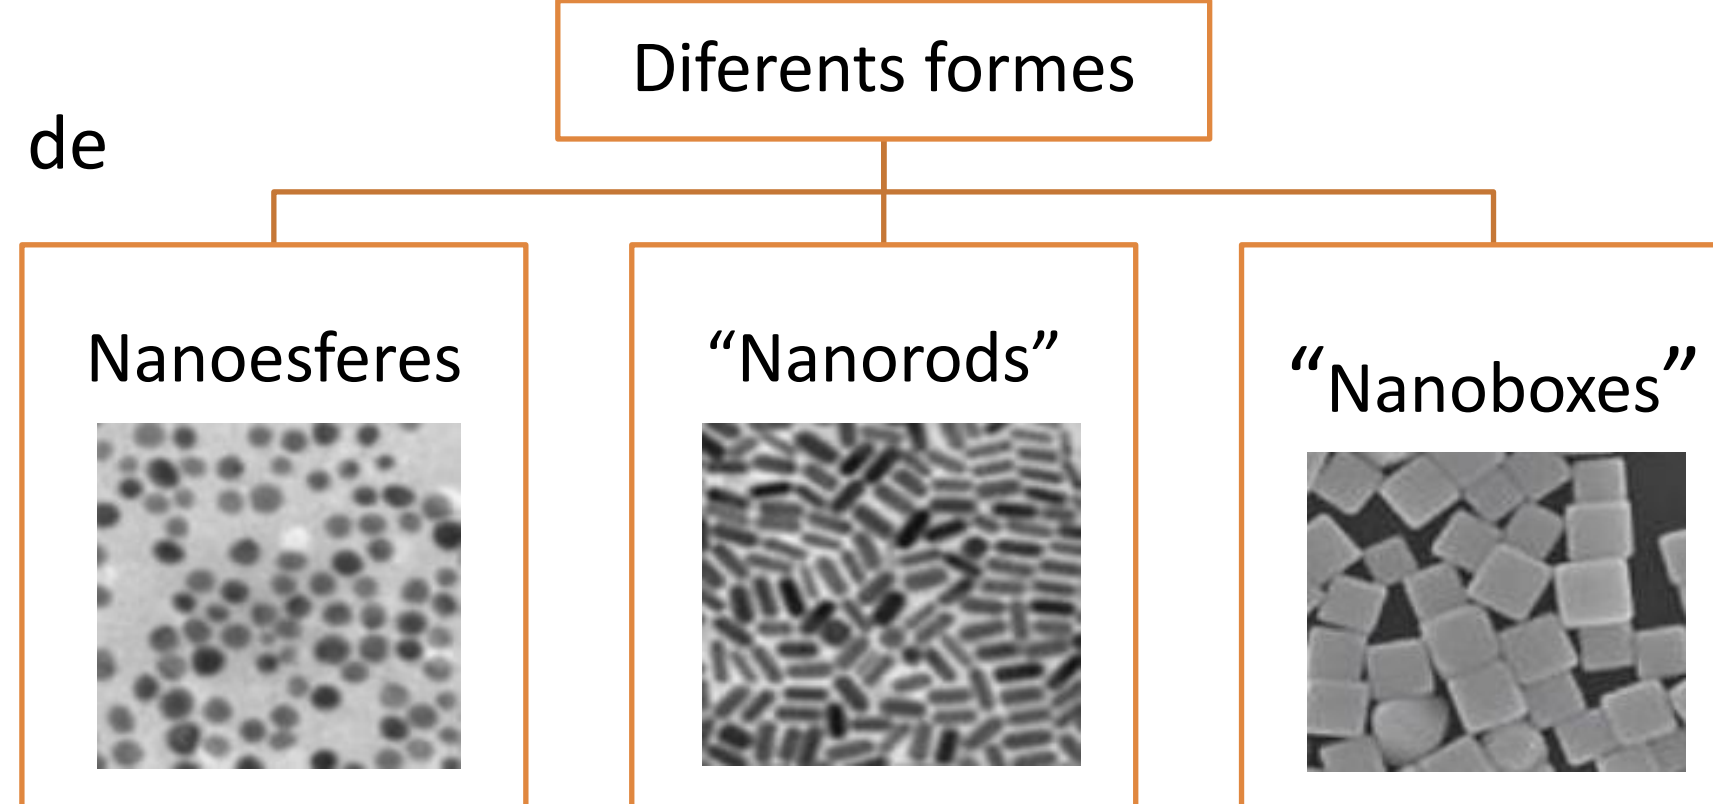 Diferents formes
de
Nanoesferes
“Nanorods”
“Nanoboxes”